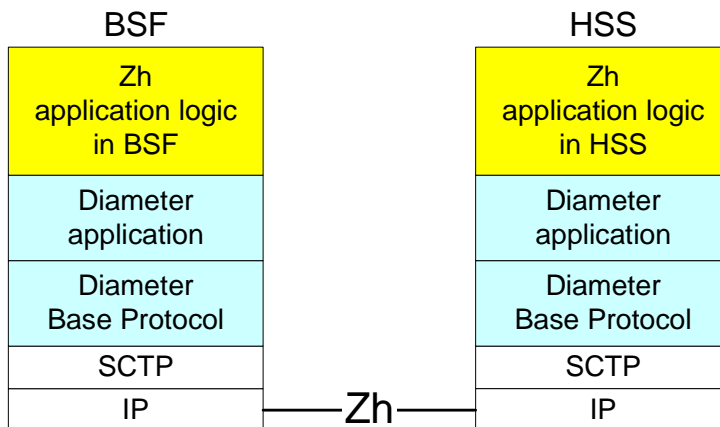 BSF
Zh
application logic
in BSF
Diameter
application
Diameter
Base Protocol
SCTP
IP
Zh
HSS
Zh
application logic
in HSS
Diameter
application
Diameter
Base Protocol
SCTP
IP